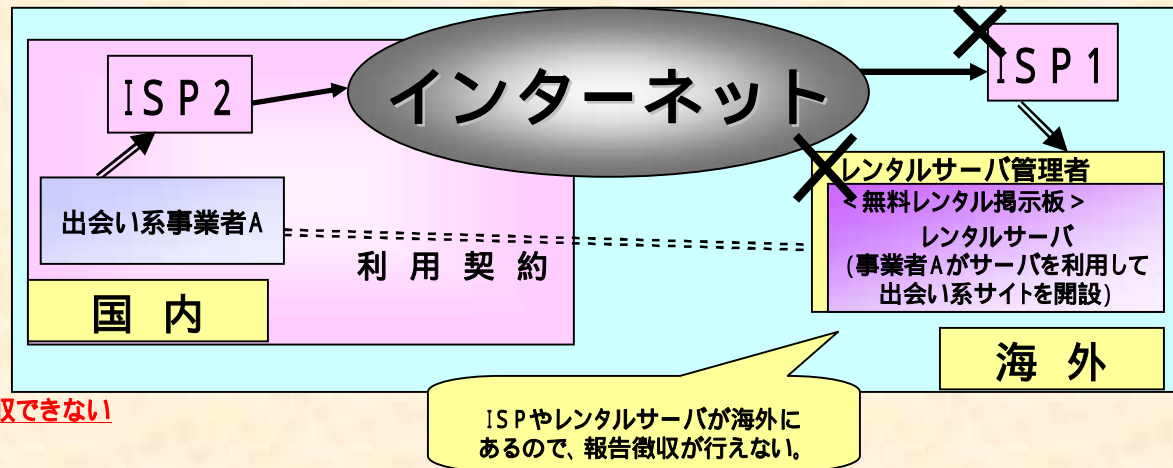 インターネット
ISP2
ISP1
出会い系事業者A
利用契約
国内
レンタルサーバ管理者
<無料レンタル掲示板>
レンタルサーバ
(事業者Aがサーバを利用して
出会い系サイトを開設)
海外
できない
ISPやレンタルサーバが海外に
あるので、報告徴収が行えない。